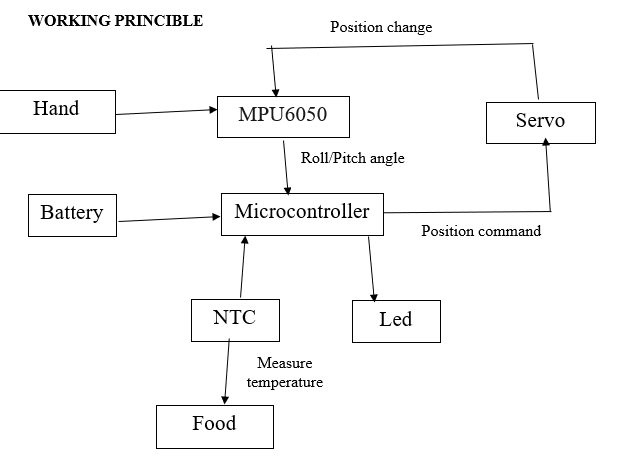 WORKING PRINCIBLE
Position change
Hand
MPU6050
Servo
Roll/Pitch angle
Battery
Microcontroller
Position command
NTC
Led
Measure
temperature
Food